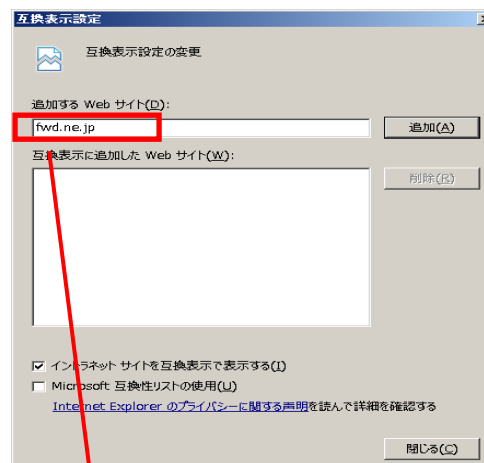 互換表示設定
互換表示設定の変更
追加する Web サイト(D):
fwd.ne.jp
追加(A)
互換表示に追加した Web サイト(W):
削除(R)
イントラネット サイトを互換表示で表示する(I)
Microsoft 互換性リストの使用(U)
Internet Explorer のプライバシーに関する声明を読んで詳細を確認する
閉じる(C)